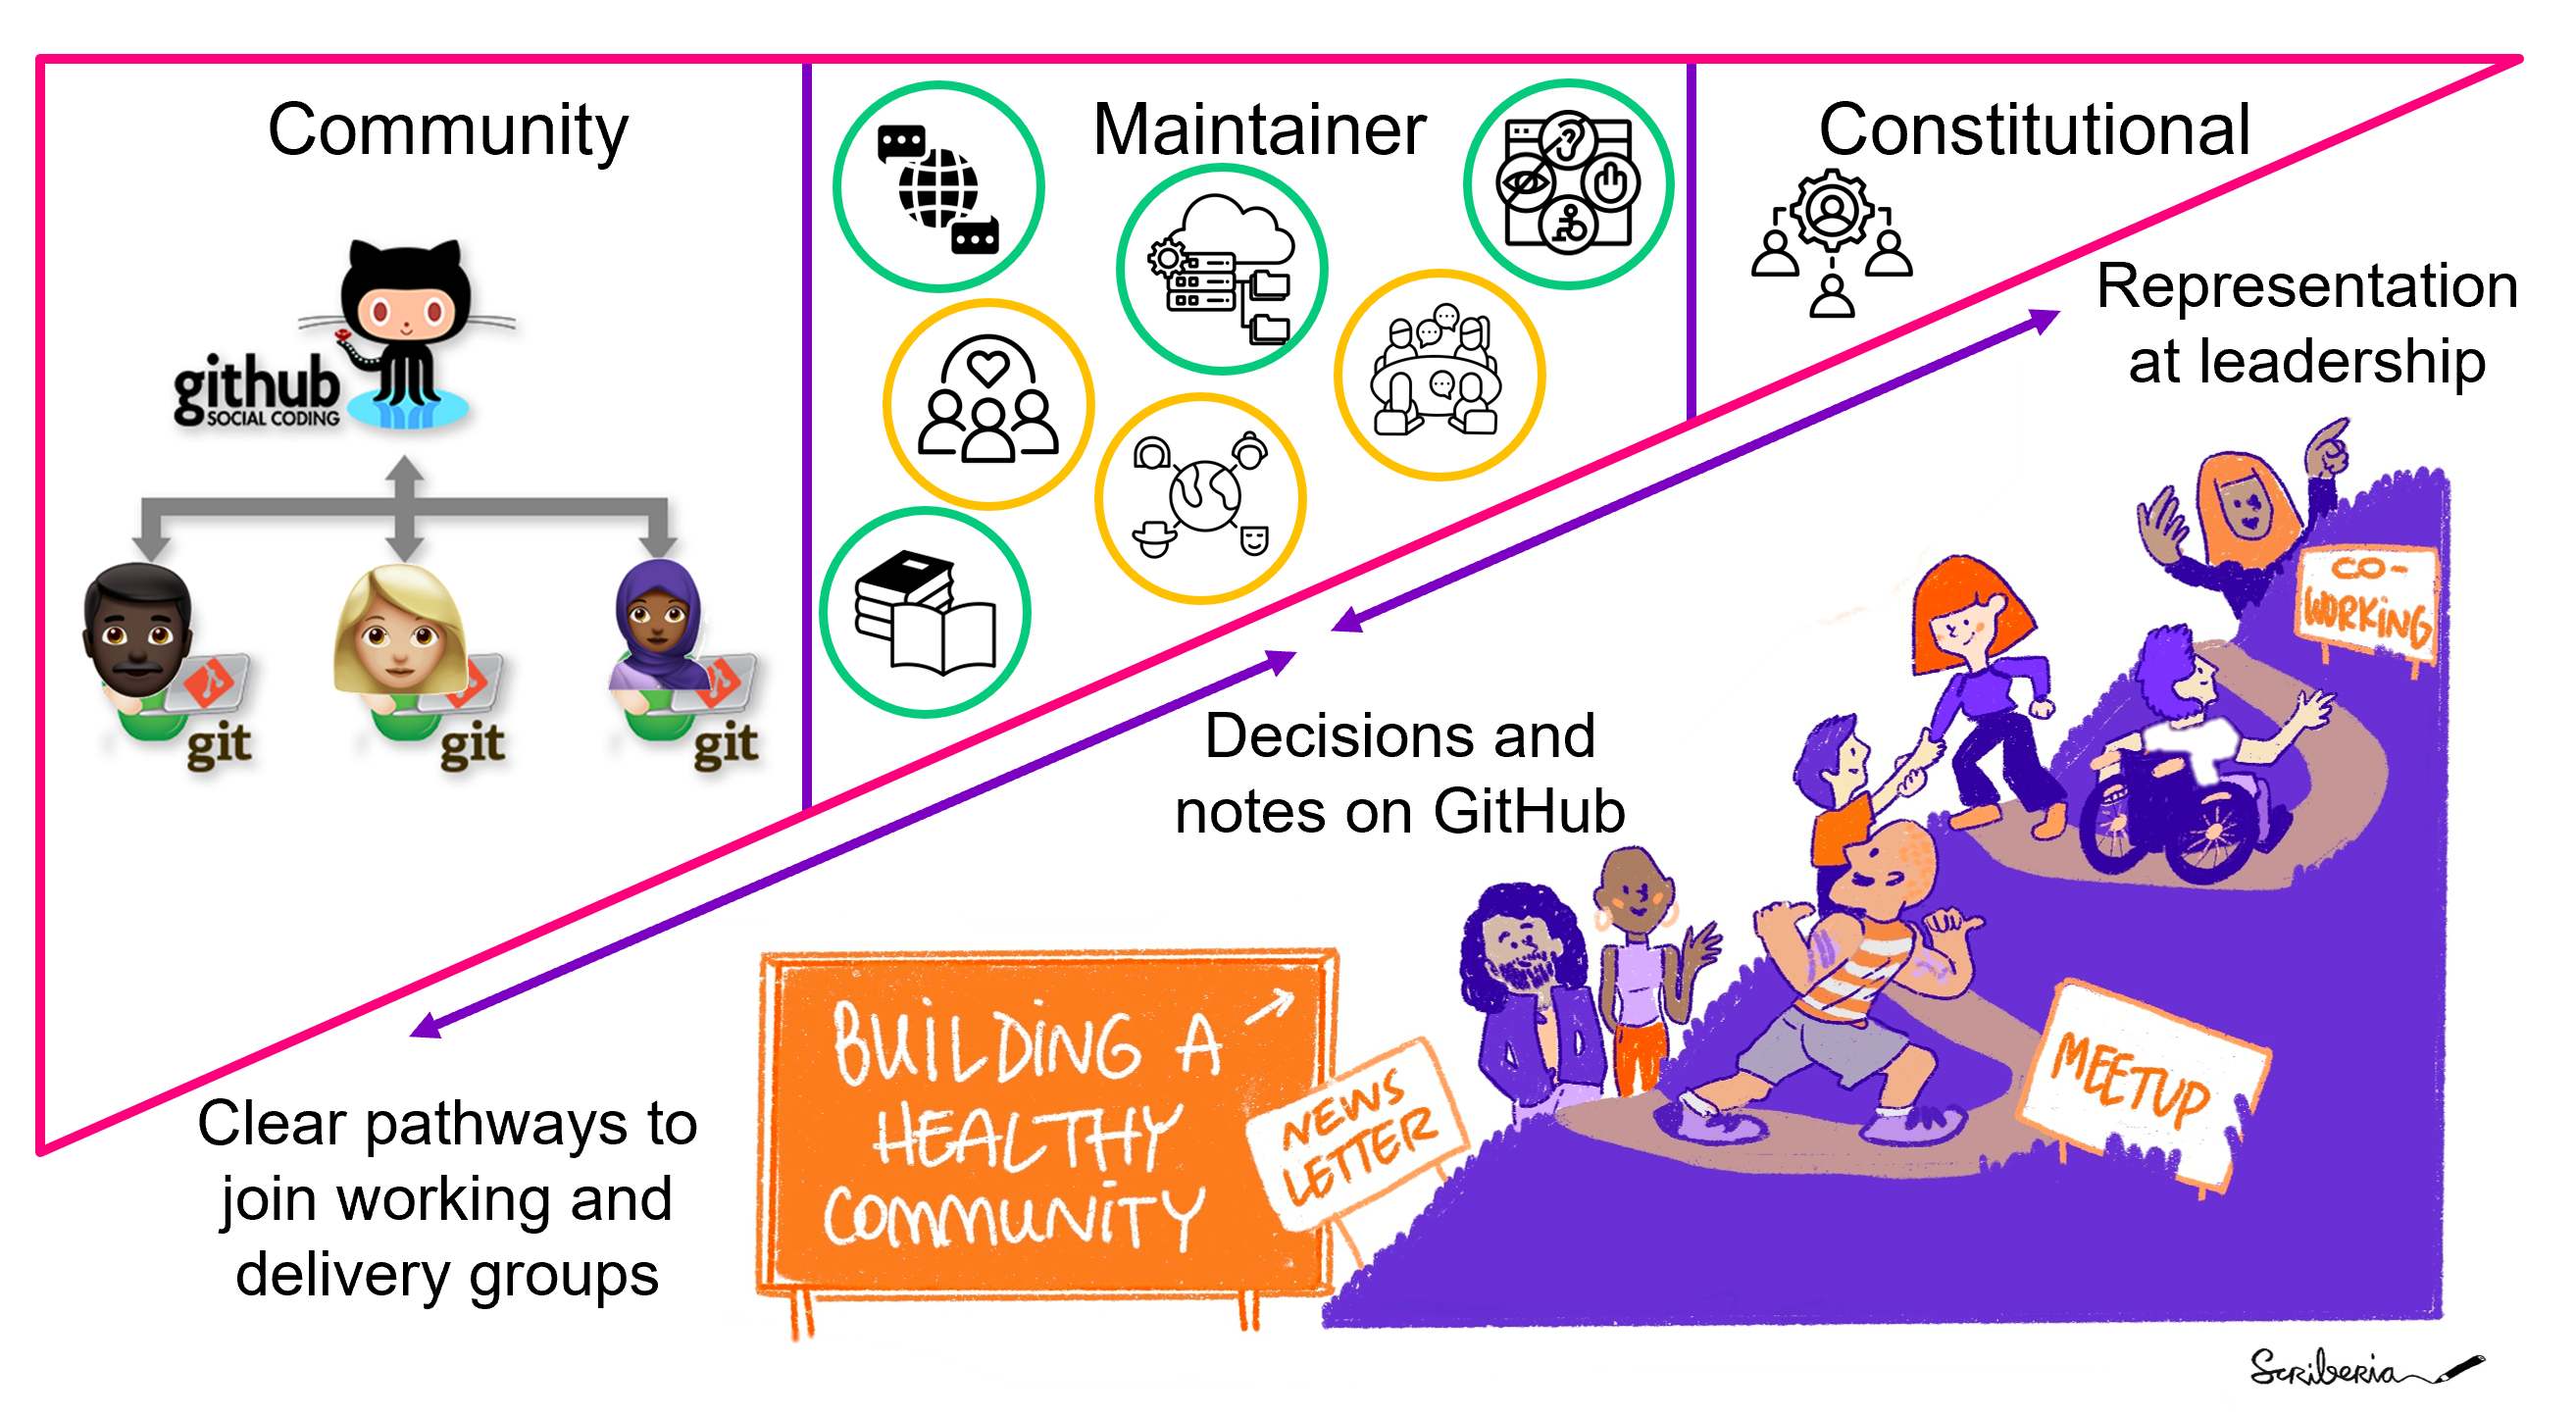 Community
Maintainer
Constitutional
github
SOCIAL CODING
git
git
git
Representation
at leadership
Decisions and
notes on GitHub
Clear pathways to
join working and
delivery groups
CO-
WORKING
MEETUP
NEWS
LETTER
BUILDING A
HEALTHY
COMMUNITY
Scriberia